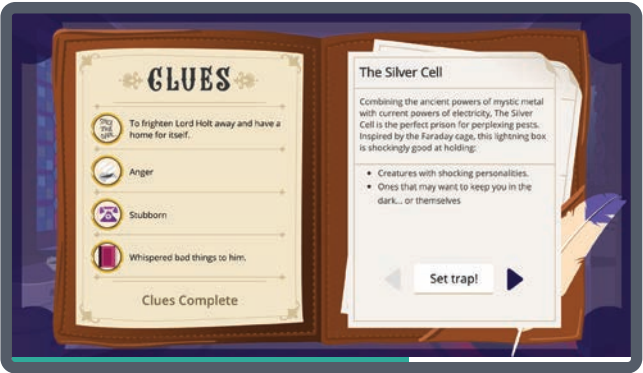 CLUES
To frighten Lord Holt away and have a
home for itself.
Anger
Stubborn
Whispered bad things to him.
Clues Complete
The Silver Cell
Combining the ancient powers of mystic metal
with current powers of electricity, The Silver
Cell is the perfect prison for perplexing pests.
Inspired by the Faraday cage, this lightning box
is shockingly good at holding:
• Creatures with shocking personalities.
• Ones that may want to keep you in the
dark... or themselves
Set trap!